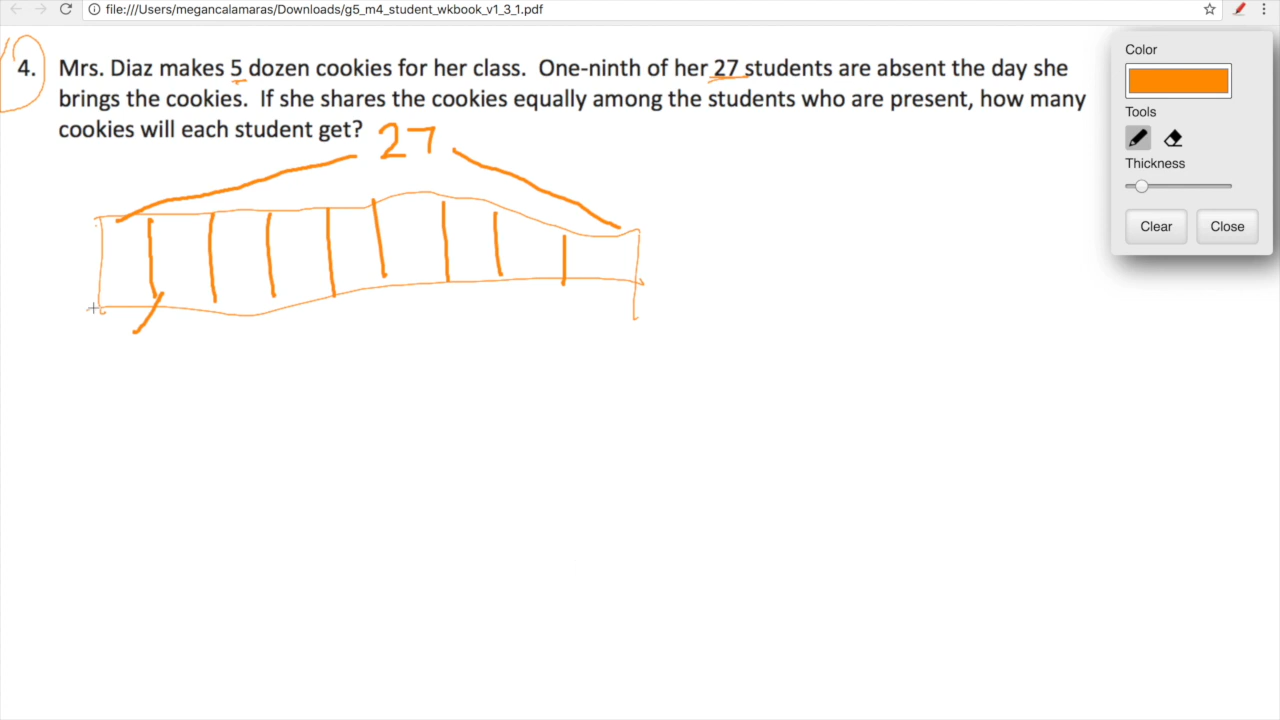 file:///Users/megancalamaras/Downloads/g5_m4_student_wkbook_v1_3_1.pdf
Color
4. Mrs. Diaz makes 5 dozen cookies for her class. One-ninth of her 27 students are absent the day she
brings the cookies. If she shares the cookies equally among the students who are present, how many
cookies will each student get?
27
Tools
Thickness
Clear Close